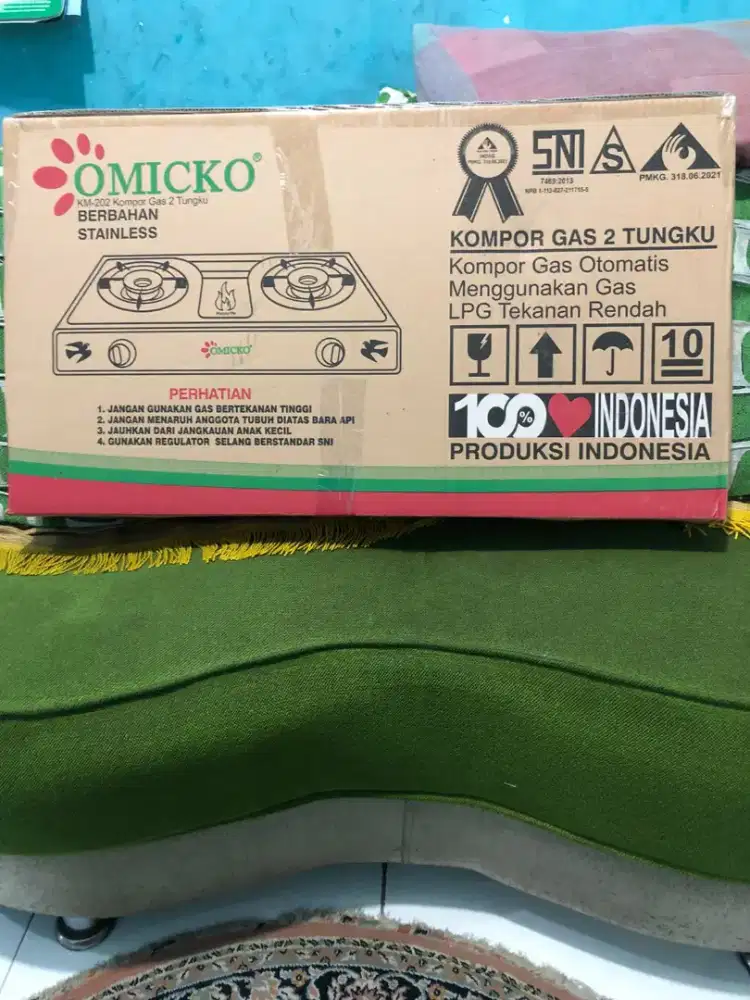 OMICKO®
KM-202 Kompor Gas 2 Tungku
BERBAHAN
STAINLESS
OMICKO
PERHATIAN
1. JANGAN GUNAKAN GAS BERTEKANAN TINGGI
2. JANGAN MENARUH ANGGOTA TUBUH DIATAS BARA API
3. JAUHKAN DARI JANGKAUAN ANAK KECIL
4. GUNAKAN REGULATOR SELANG BERSTANDAR SNI
SNI
7469:2013
S
PMKG. 318.06.2021
KOMPOR GAS 2 TUNGKU
Kompor Gas Otomatis
Menggunakan Gas
LPG Tekanan Rendah
10
100% INDONESIA
PRODUKSI INDONESIA